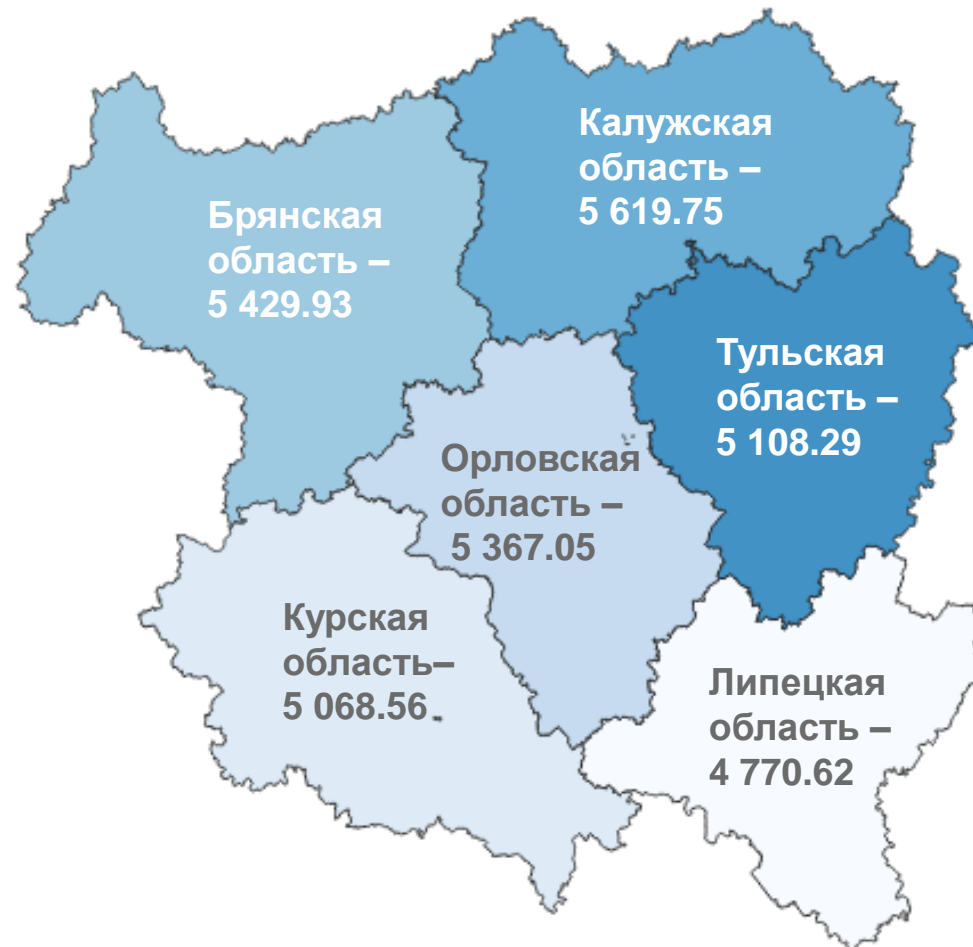 Калужская
область –
5 619.75
Брянская
область –
5 429.93
Тульская
область –
5 108.29
Орловская
область –
5 367.05
Курская
область–
5 068.56
Липецкая
область –
4 770.62